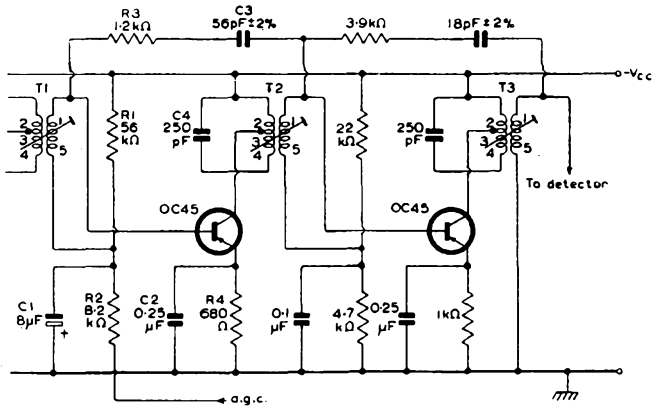 R3
1.2kΩ
C3
56pF±2%
3.9kΩ
18pF±2%
-Vcc
T1
2
3
4
1
5
R1
56
kΩ
C4
250
pF
T2
2
3
4
1
5
22
kΩ
250
pF
T3
2
3
4
1
5
To detector
OC45
OC45
C1
8µF
+
R2
8.2
kΩ
C2
0.25
µF
R4
680
Ω
0.1
µF
4.7
kΩ
0.25
µF
1kΩ
a.g.c.